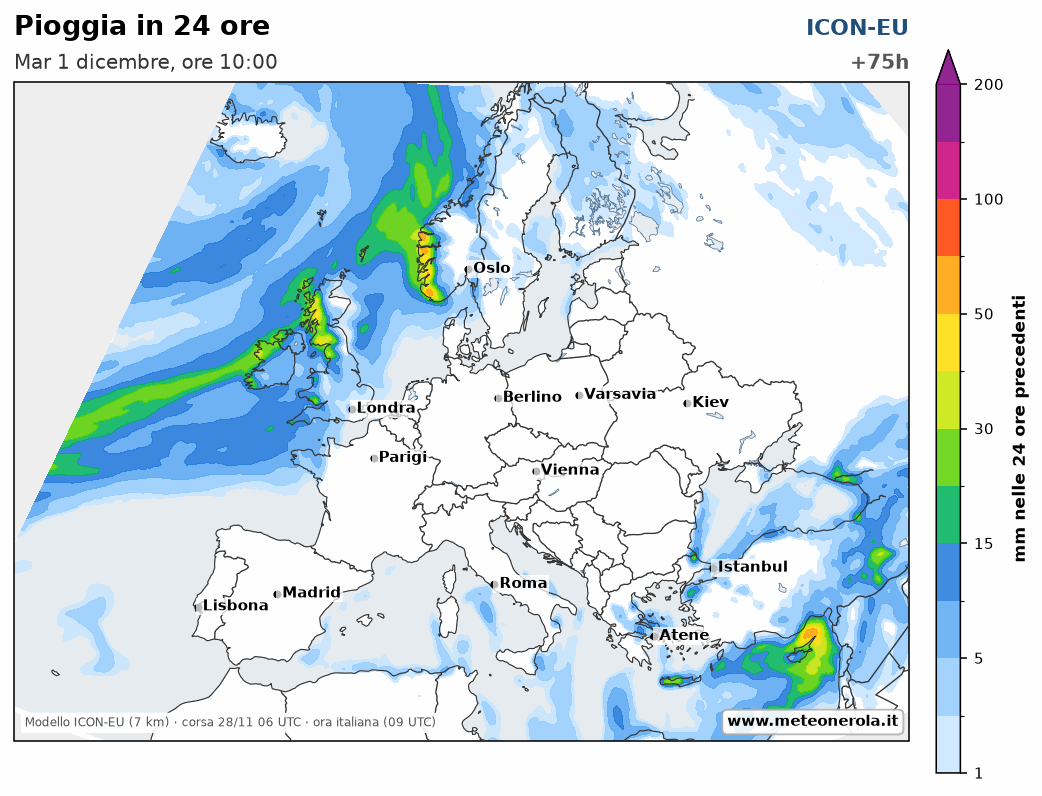 Pioggia in 24 ore
ICON-EU
Mar 1 dicembre, ore 10:00
+75h
200
100
50
30
15
5
1
mm nelle 24 ore precedenti
Oslo
Berlino
Varsavia
Kiev
Londra
Parigi
Vienna
Istanbul
Roma
Madrid
Lisbona
Atene
Modello ICON-EU (7 km) · corsa 28/11 06 UTC · ora italiana (09 UTC)
www.meteonerola.it